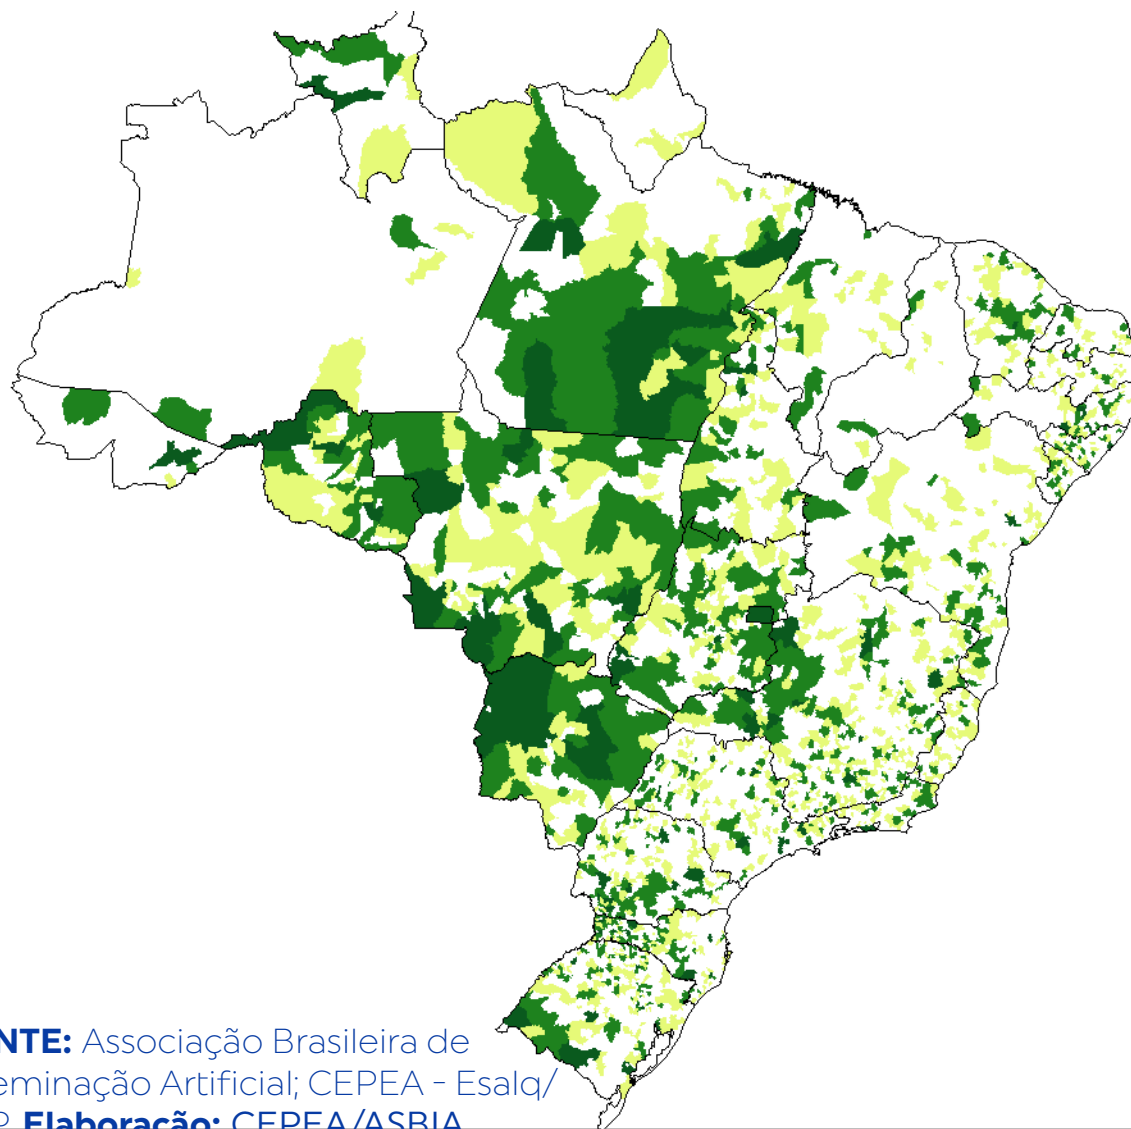 NTE: Associação Brasileira de
eminação Artificial; CEPEA - Esalq/
P. Elaboração: CEPEA/ASBIA